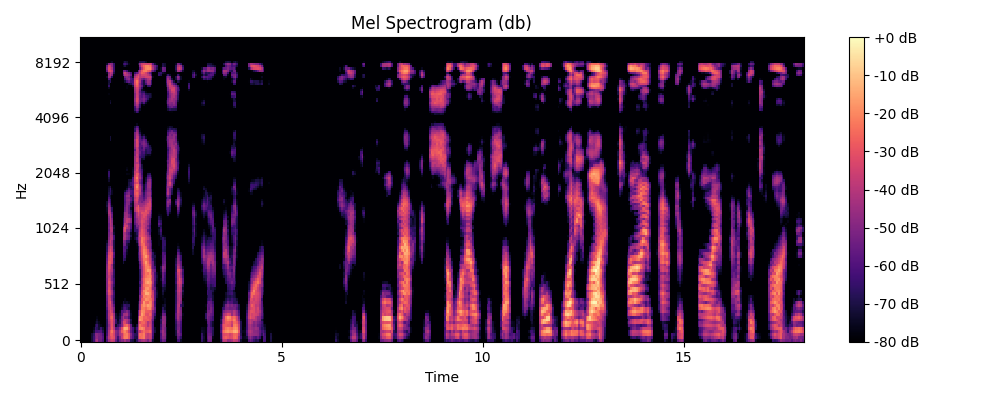 Mel Spectrogram (db)
8192
4096
2048
1024
512
0
Hz
0 5 10 15
Time
+0 dB
-10 dB
-20 dB
-30 dB
-40 dB
-50 dB
-60 dB
-70 dB
-80 dB